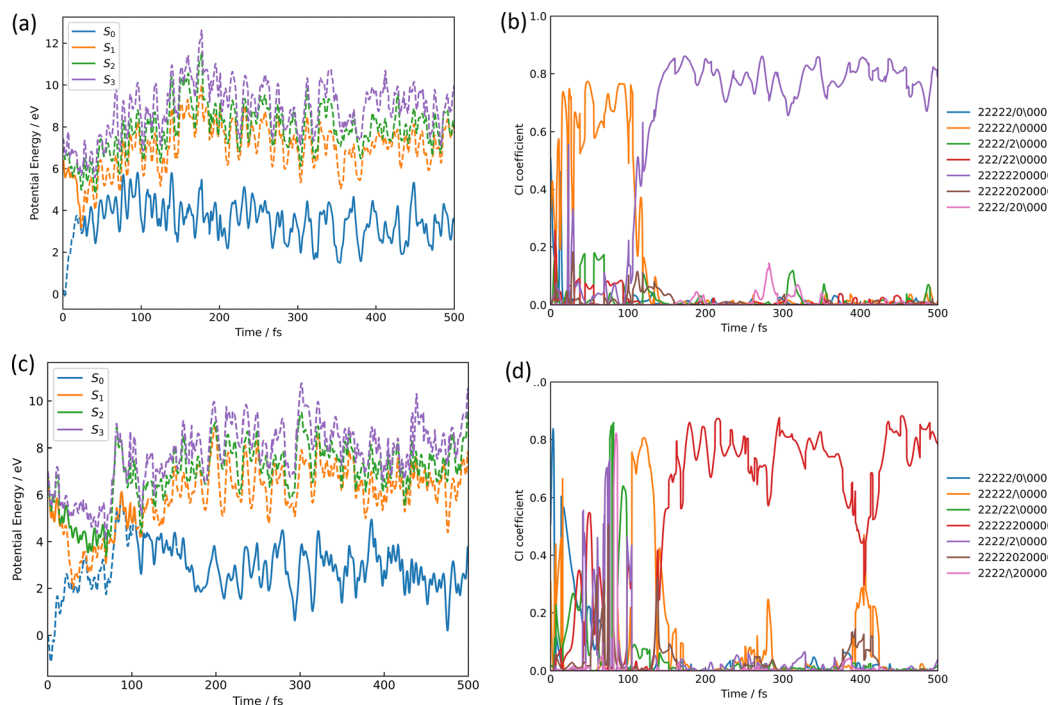 (a)
S0
S1
S2
S3
12
10
8
6
4
2
0
Potential Energy / eV
0 100 200 300 400 500
Time / fs
(b)
1.0
0.8
0.6
0.4
0.2
0.0
CI coefficient
0 100 200 300 400 500
Time / fs
22222/0\000
22222/\0000
2222/2\0000
222/22\0000
22222200000
22222020000
2222/20\000
(c)
S0
S1
S2
S3
10
8
6
4
2
0
Potential Energy / eV
0 100 200 300 400 500
Time / fs
(d)
..0
0.8
0.6
0.4
0.2
0.0
CI coefficient
0 100 200 300 400 500
Time / fs
22222/0\000
22222/\0000
222/22\0000
22222200000
2222/2\0000
22222020000
2222/\20000